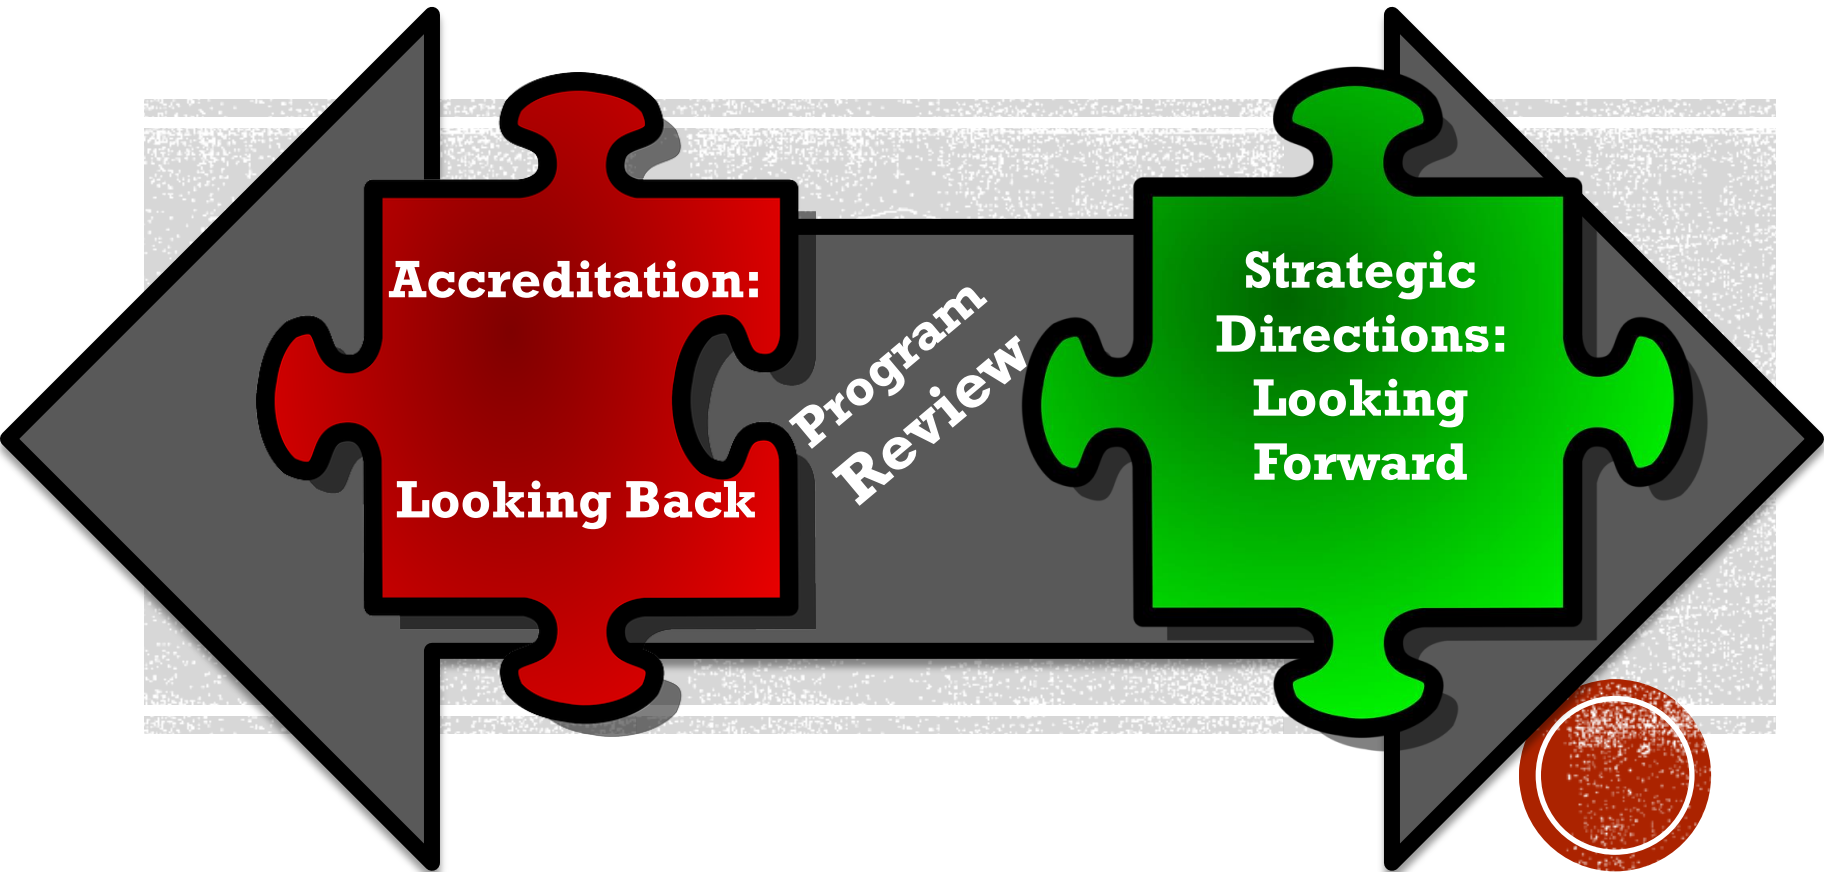 Accreditation:
Looking Back
Program
Review
Strategic
Directions:
Looking
Forward